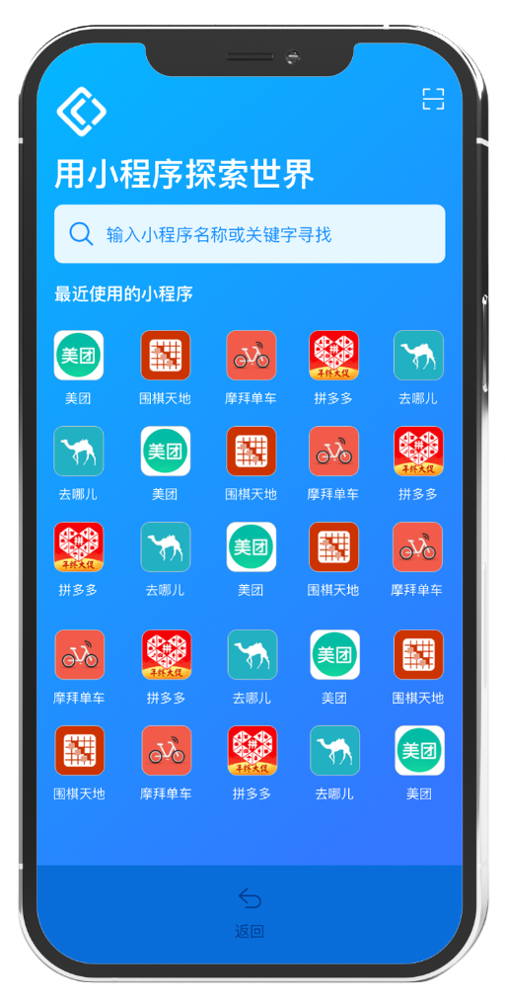 用小程序探索世界
输入小程序名称或关键字寻找
最近使用的小程序
美团
拼
年终大促
美团 围棋天地 摩拜单车 拼多多 去哪儿
美团
拼
年终大促
去哪儿 美团 围棋天地 摩拜单车 拼多多
拼
年终大促
美团
拼多多 去哪儿 美团 围棋天地 摩拜单车
拼
年终大促
美团
摩拜单车 拼多多 去哪儿 美团 围棋天地
拼
年终大促
美团
围棋天地 摩拜单车 拼多多 去哪儿 美团
返回